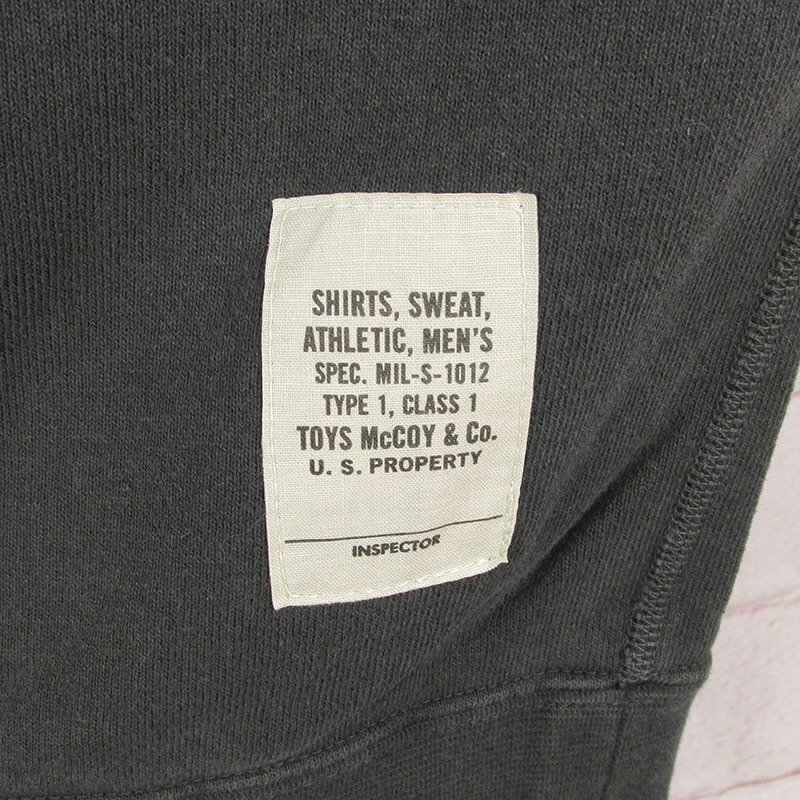 SHIRTS, SWEAT,
ATHLETIC, MEN'S
SPEC. MIL-S-1012
TYPE 1, CLASS 1
TOYS McCOY & Co.
U. S. PROPERTY
INSPECTOR